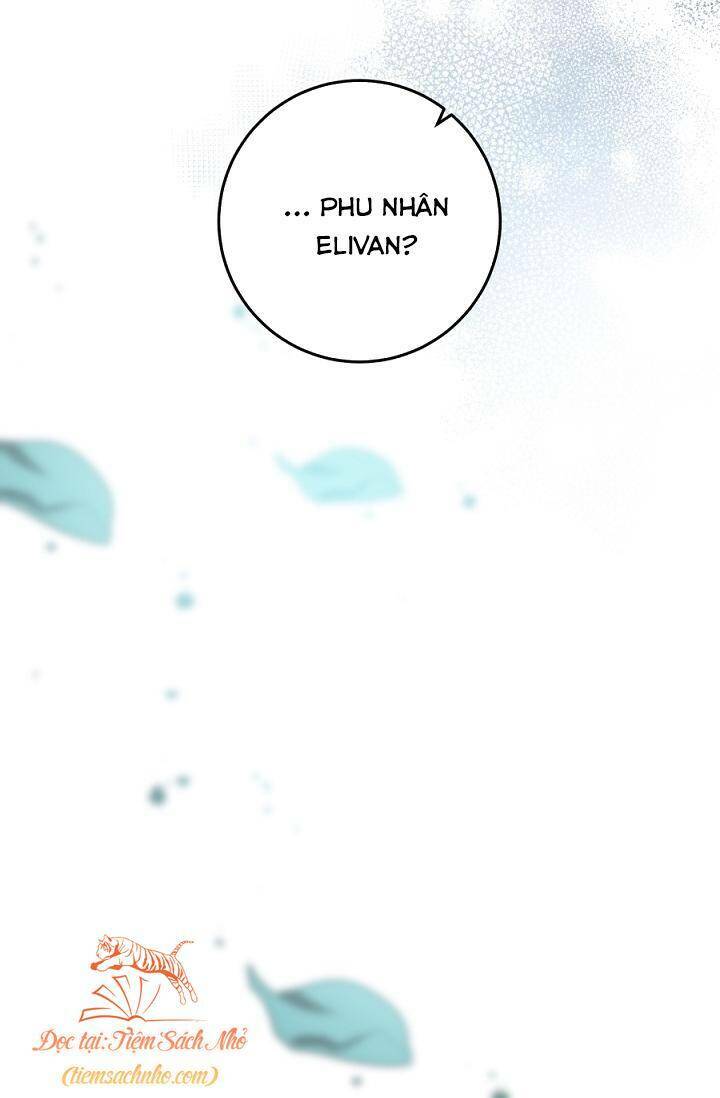 ... PHU NHÂN
ELIVAN?
Đọc tại: Tiệm Sách Nhỏ
(tiemsachnho.com)